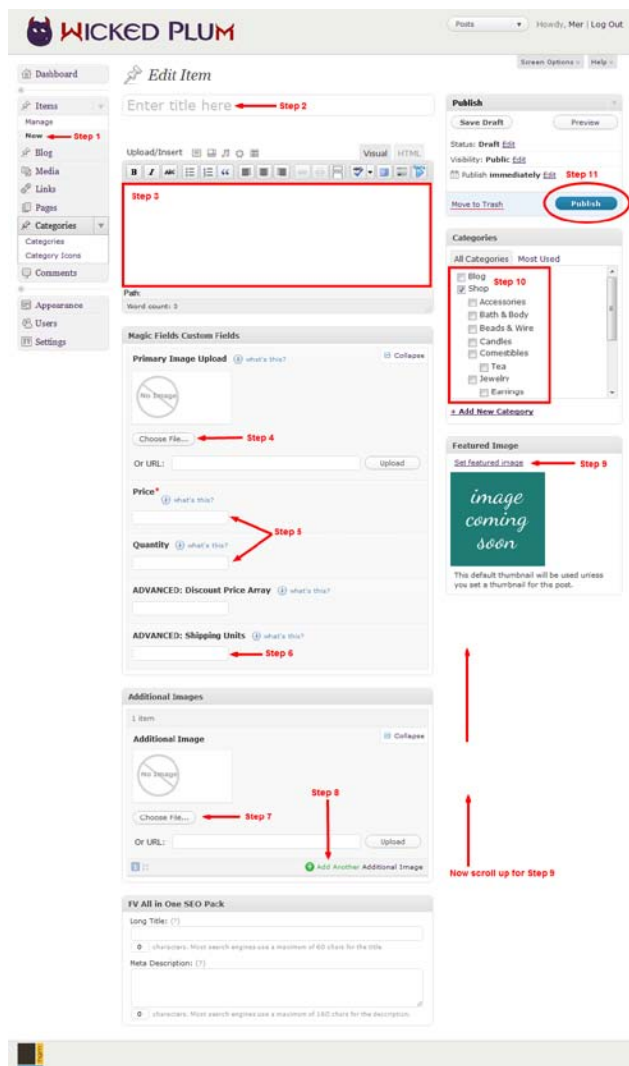 WICKED PLUM
Posts
Howdy, Mer | Log Out
Screen Options
Help
Dashboard
Edit Item
Items
Manage
New
Step 1
Blog
Media
Links
Pages
Categories
Categories
Category Icons
Comments
Appearance
Users
Settings
Enter title here
Step 2
Upload/Insert
Visual
HTML
B I ABC
Step 3
Path:
Word count: 0
Magic Fields Custom Fields
Primary Image Upload what's this?
Collapse
No Image
Choose File...
Step 4
Or URL:
Upload
Price*
what's this?
Step 5
Quantity what's this?
ADVANCED: Discount Price Array what's this?
ADVANCED: Shipping Units what's this?
Step 6
Additional Images
1 item
Additional Image
Collapse
No Image
Step 8
Choose File...
Step 7
Or URL:
Upload
1
Add Another Additional Image
FV All in One SEO Pack
Long Title: (?)
0 characters. Most search engines use a maximum of 60 chars for the title.
Meta Description: (?)
0 characters. Most search engines use a maximum of 160 chars for the description.
Publish
Save Draft
Preview
Status: Draft Edit
Visibility: Public Edit
Publish immediately Edit
Step 11
Move to Trash
Publish
Categories
All Categories
Most Used
Blog
Step 10
Shop
Accessories
Bath & Body
Beads & Wire
Candles
Comestibles
Tea
Jewelry
Earrings
+ Add New Category
Featured Image
Set featured image
Step 9
image
coming
soon
This default thumbnail will be used unless
you set a thumbnail for this post.
Now scroll up for Step 9